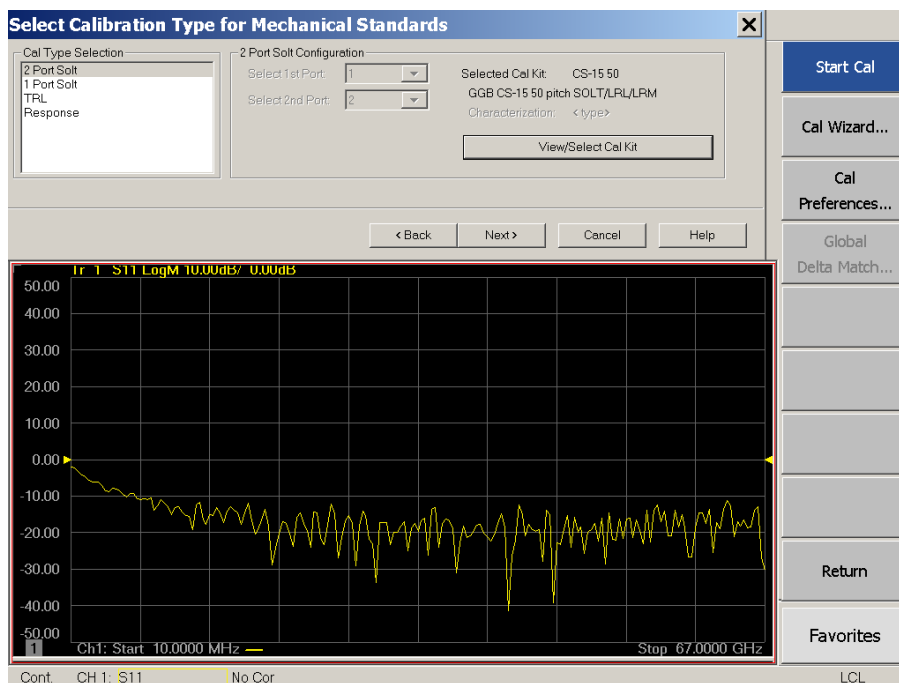 Select Calibration Type for Mechanical Standards
Cal Type Selection
2 Port Solt
1 Port Solt
TRL
Response
2 Port Solt Configuration
Select 1st Port: 1
Select 2nd Port: 2
Selected Cal Kit: CS-15 50
GGB CS-15 50 pitch SOLT/LRL/LRM
Characterization: <type>
View/Select Cal Kit
< Back
Next >
Cancel
Help
Start Cal
Cal Wizard...
Cal
Preferences...
Global
Delta Match...
Return
Favorites
Tr 1 S11 LogM 10.00dB/ 0.00dB
50.00
40.00
30.00
20.00
10.00
0.00
-10.00
-20.00
-30.00
-40.00
-50.00
1
Ch1: Start 10.0000 MHz
Stop 67.0000 GHz
Cont. CH 1: S11 No Cor LCL